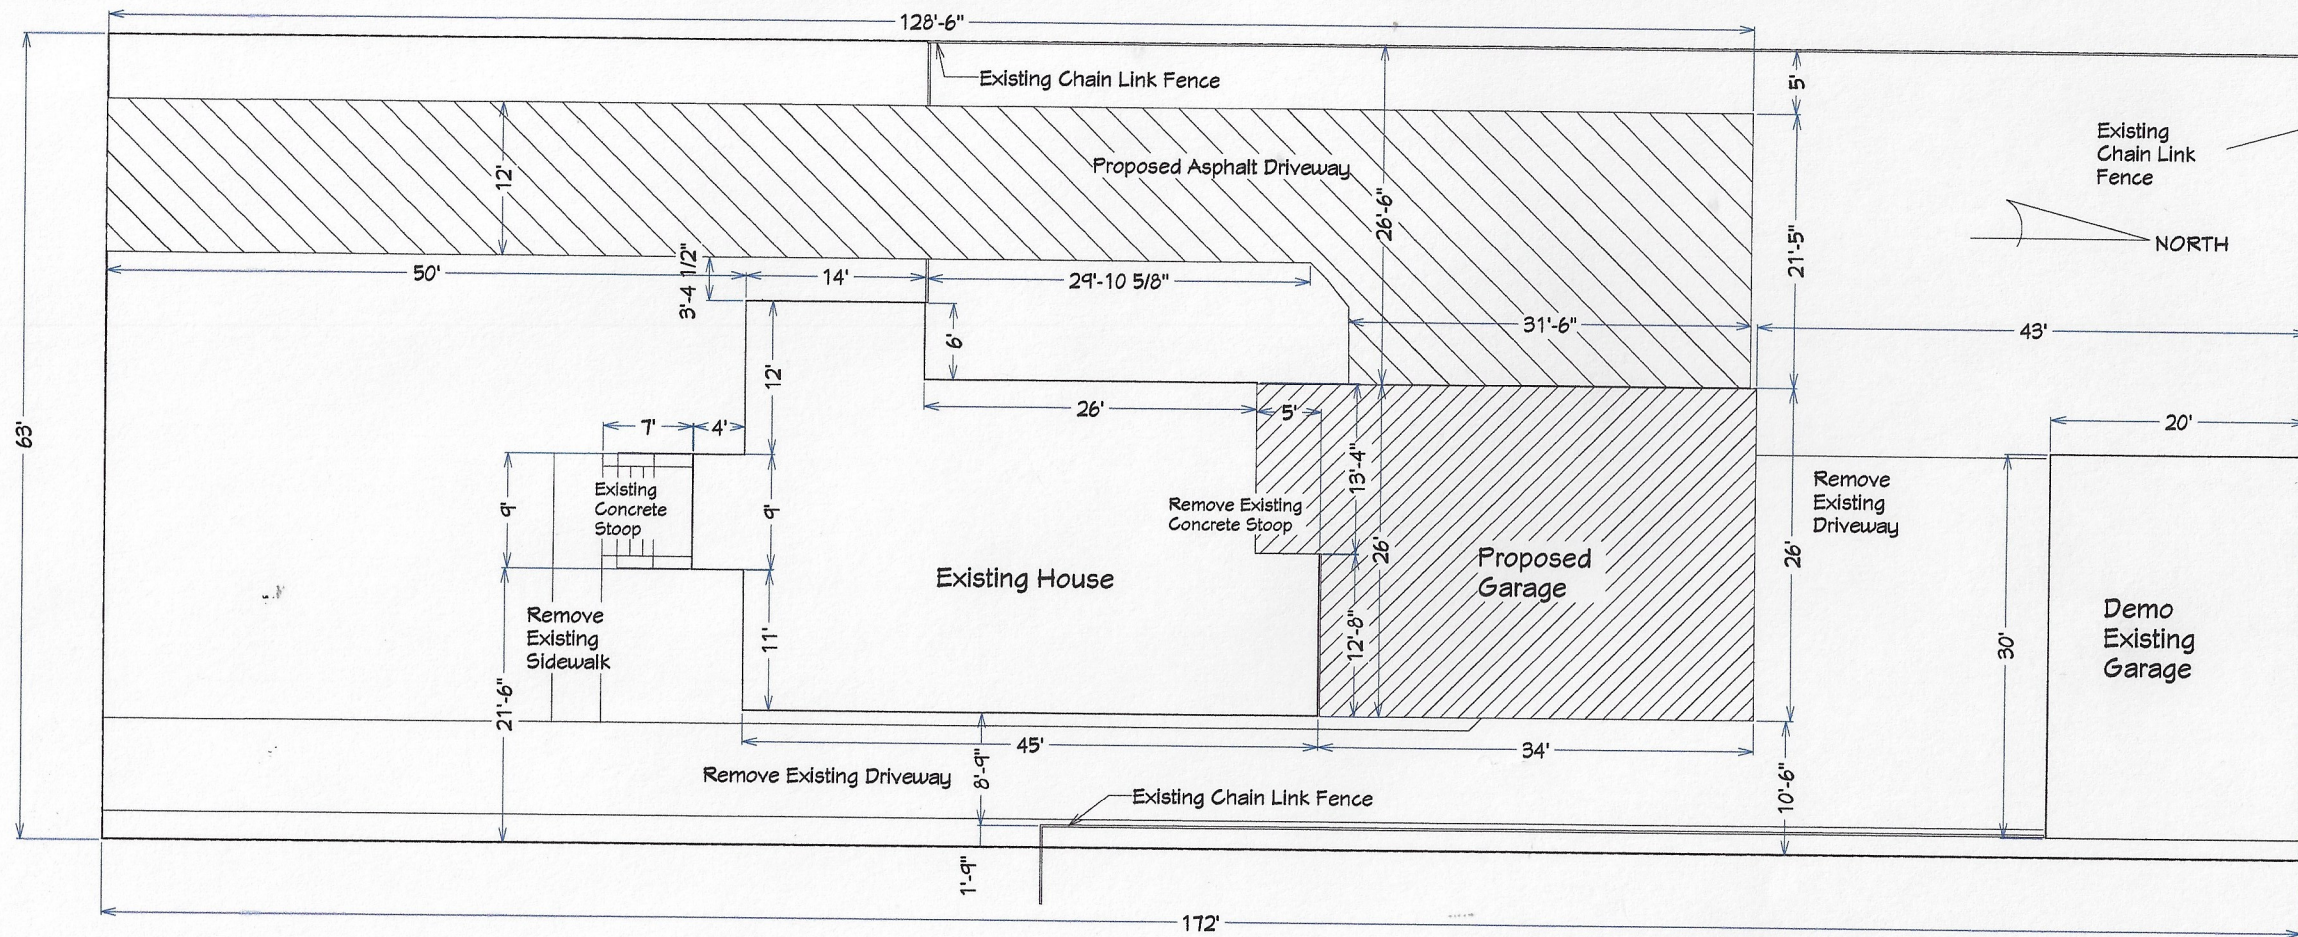 128'-6"
Existing Chain Link Fence
5'
63'
12'
Proposed Asphalt Driveway
26'-6"
21'-5"
Existing
Chain Link
Fence
NORTH
50'
3'-4 1/2"
14'
29'-10 5/8"
31'-6"
43'
6'
12'
26'
5'
20'
7'
4'
13'-4"
9'
Existing
Concrete
Stoop
9'
Remove Existing
Concrete Stoop
Remove
Existing
Driveway
26'
26'
Existing House
Proposed
Garage
Remove
Existing
Sidewalk
11'
12'-8"
30'
Demo
Existing
Garage
21'-6"
45'
34'
8'-9"
Remove Existing Driveway
Existing Chain Link Fence
10'-6"
1'-9"
172'